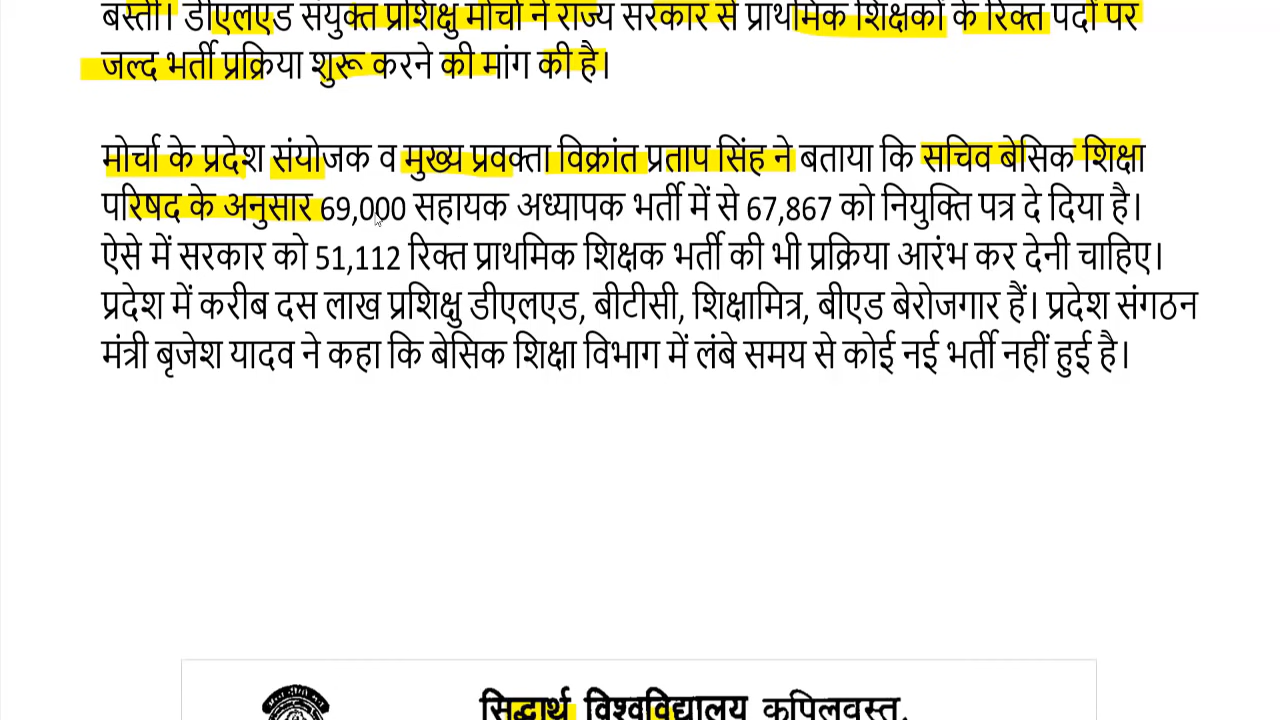 बस्ती। डीएलएड संयुक्त प्रशिक्षु मोर्चा ने राज्य सरकार से प्राथमिक शिक्षकों के रिक्त पदों पर
जल्द भर्ती प्रक्रिया शुरू करने की मांग की है।
मोर्चा के प्रदेश संयोजक व मुख्य प्रवक्ता विक्रांत प्रताप सिंह ने बताया कि सचिव बेसिक शिक्षा
परिषद के अनुसार 69,000 सहायक अध्यापक भर्ती में से 67,867 को नियुक्ति पत्र दे दिया है।
ऐसे में सरकार को 51,112 रिक्त प्राथमिक शिक्षक भर्ती की भी प्रक्रिया आरंभ कर देनी चाहिए।
प्रदेश में करीब दस लाख प्रशिक्षु डीएलएड, बीटीसी, शिक्षामित्र, बीएड बेरोजगार हैं। प्रदेश संगठन
मंत्री बृजेश यादव ने कहा कि बेसिक शिक्षा विभाग में लंबे समय से कोई नई भर्ती नहीं हुई है।
सिद्धार्थ विश्वविद्यालय कपिलवस्तु,